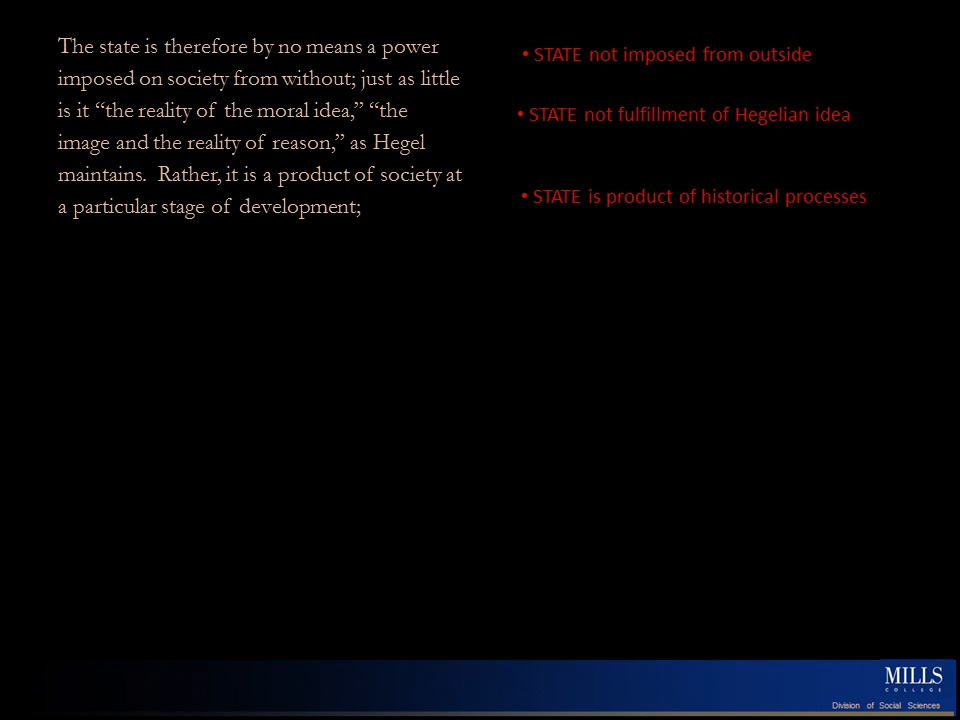 The state is therefore by no means a power
imposed on society from without; just as little
is it “the reality of the moral idea,” “the
image and the reality of reason,” as Hegel
maintains.  Rather, it is a product of society at
a particular stage of development;
• STATE not imposed from outside
• STATE not fulfillment of Hegelian idea
• STATE is product of historical processes
MILLS
COLLEGE
Division of Social Sciences